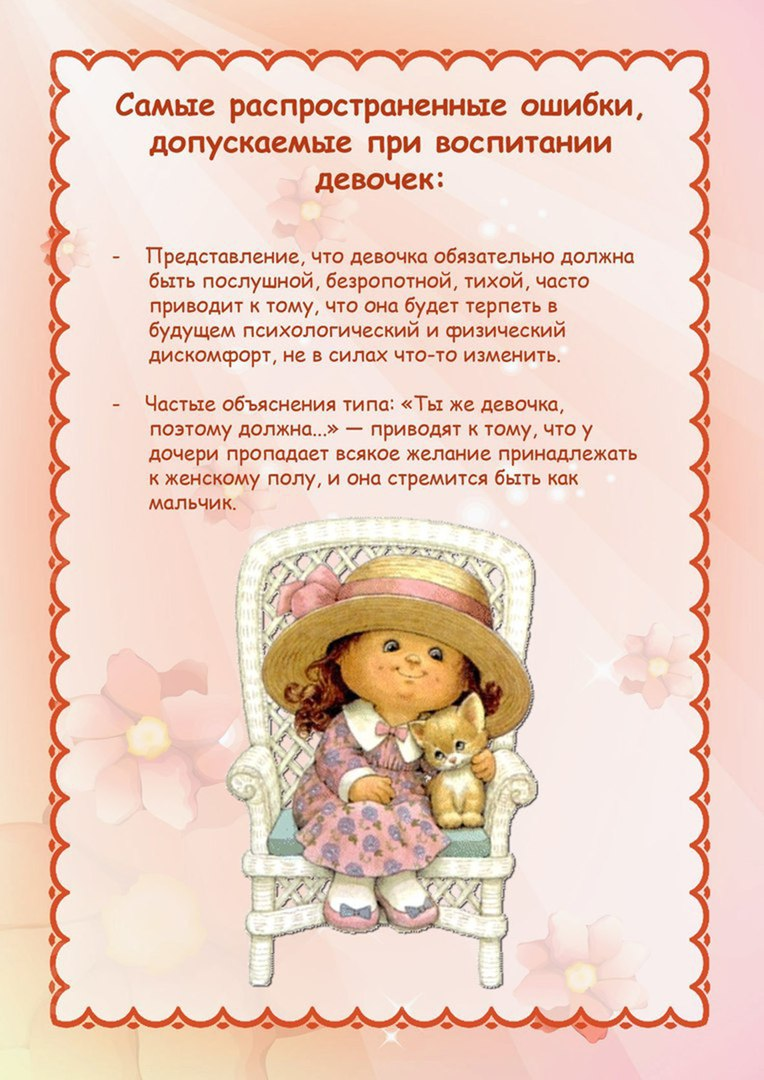 Самые распространенные ошибки,
допускаемые при воспитании
девочек:
- Представление, что девочка обязательно должна
быть послушной, безропотной, тихой, часто
приводит к тому, что она будет терпеть в
будущем психологический и физический
дискомфорт, не в силах что-то изменить.
- Частые объяснения типа: «Ты же девочка,
поэтому должна...» — приводят к тому, что у
дочери пропадает всякое желание принадлежать
к женскому полу, и она стремится быть как
мальчик.